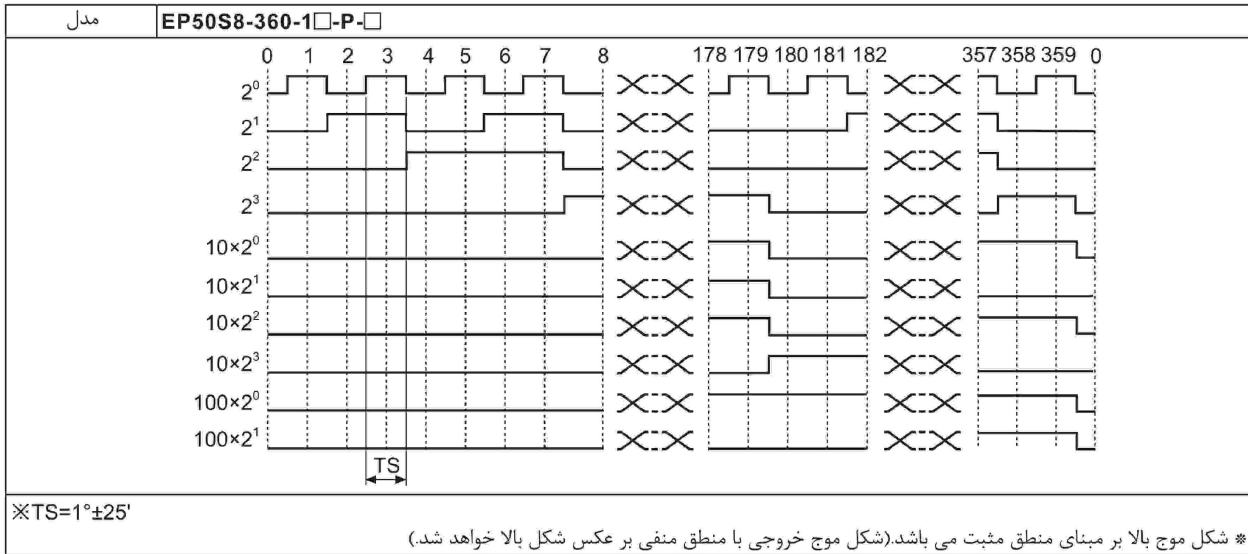 مدل EP50S8-360-1□-P-□
0 1 2 3 4 5 6 7 8 178 179 180 181 182 357 358 359 0
2⁰
2¹
2²
2³
10×2⁰
10×2¹
10×2²
10×2³
100×2⁰
100×2¹
TS
※TS=1°±25'
* شکل موج بالا بر مبنای منطق مثبت می باشد.(شکل موج خروجی با منطق منفی بر عکس شکل بالا خواهد شد.)